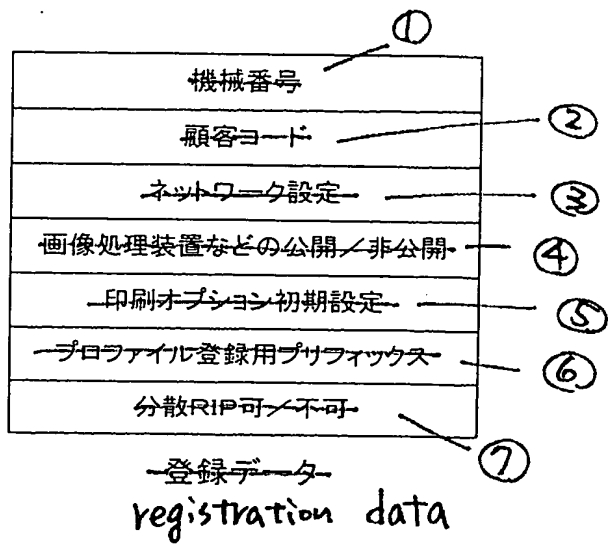 ①
機械番号
②
顧客コード
③
ネットワーク設定
④
画像処理装置などの公開／非公開
⑤
印刷オプション初期設定
⑥
プロファイル登録用プリフィックス
⑦
分散RIP可／不可
登録データ
registration data